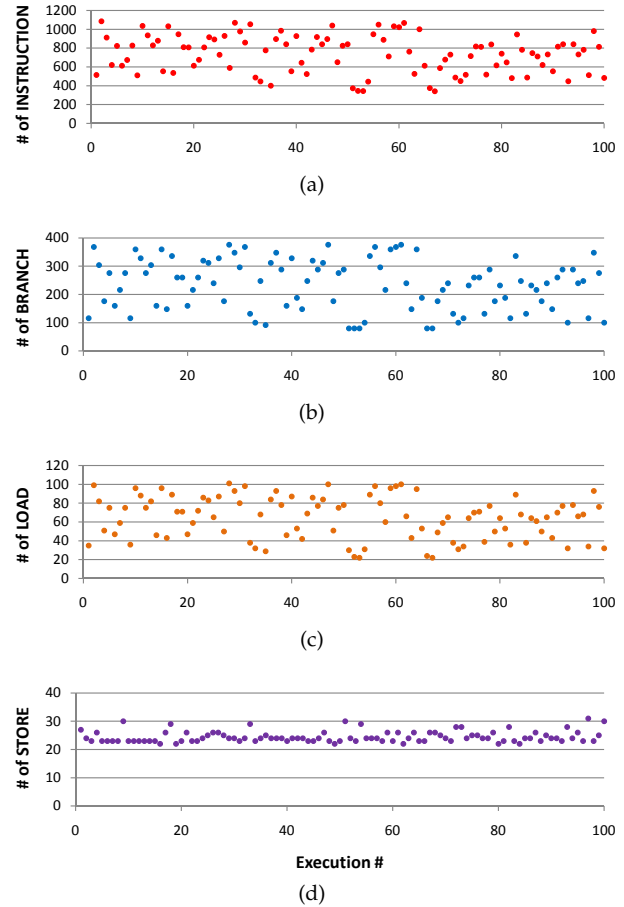 # of INSTRUCTION
1200
1000
800
600
400
200
0
0 20 40 60 80 100
(a)
# of BRANCH
400
300
200
100
0
0 20 40 60 80 100
(b)
# of LOAD
120
100
80
60
40
20
0
0 20 40 60 80 100
(c)
# of STORE
40
30
20
10
0
0 20 40 60 80 100
Execution #
(d)